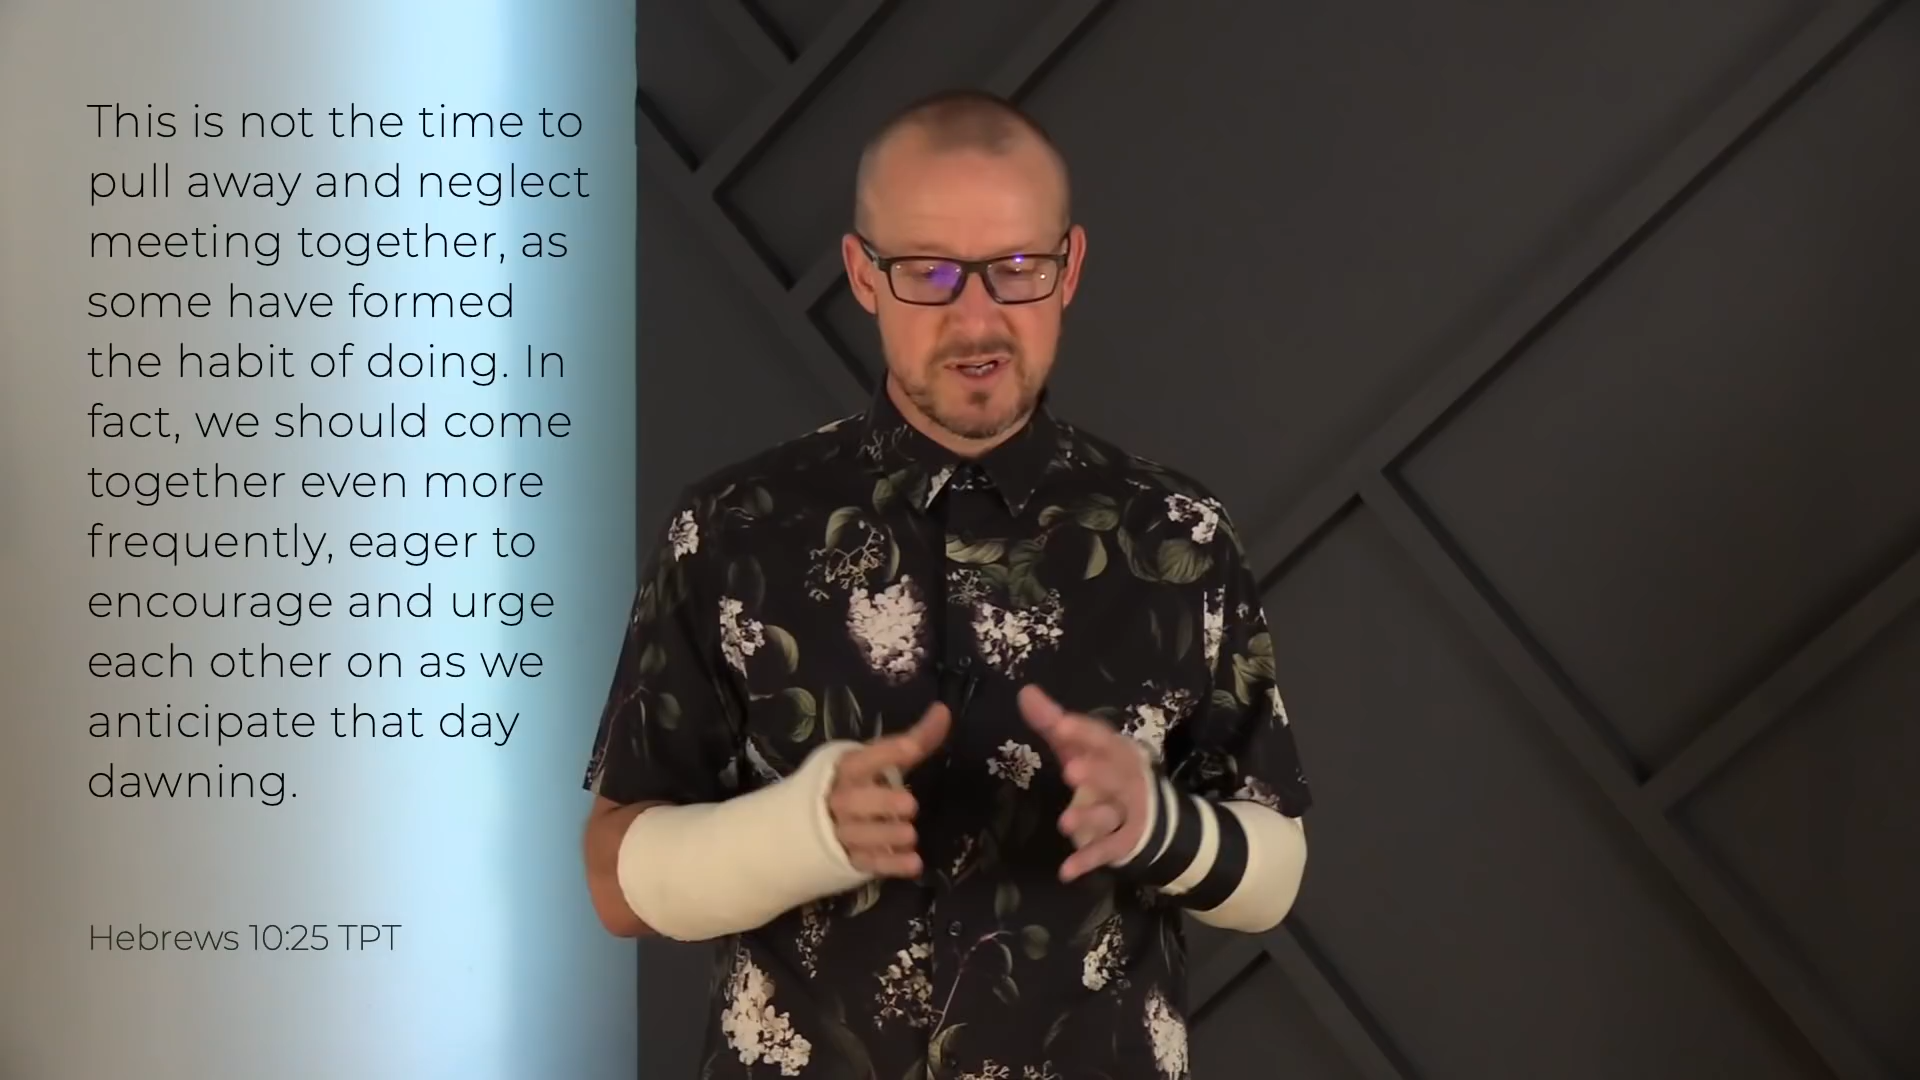 This is not the time to
pull away and neglect
meeting together, as
some have formed
the habit of doing. In
fact, we should come
together even more
frequently, eager to
encourage and urge
each other on as we
anticipate that day
dawning.
Hebrews 10:25 TPT